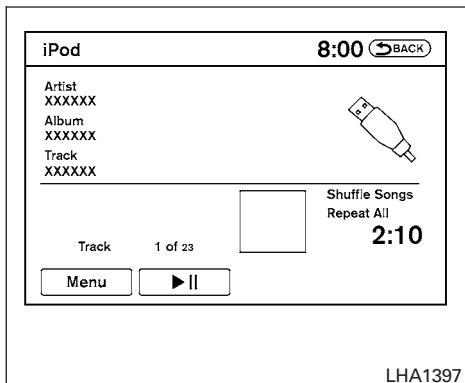 iPod 8:00 BACK
Artist
XXXXXX
Album
XXXXXX
Track
XXXXXX
Shuffle Songs
Repeat All
2:10
Track 1 of 23
Menu
LHA1397